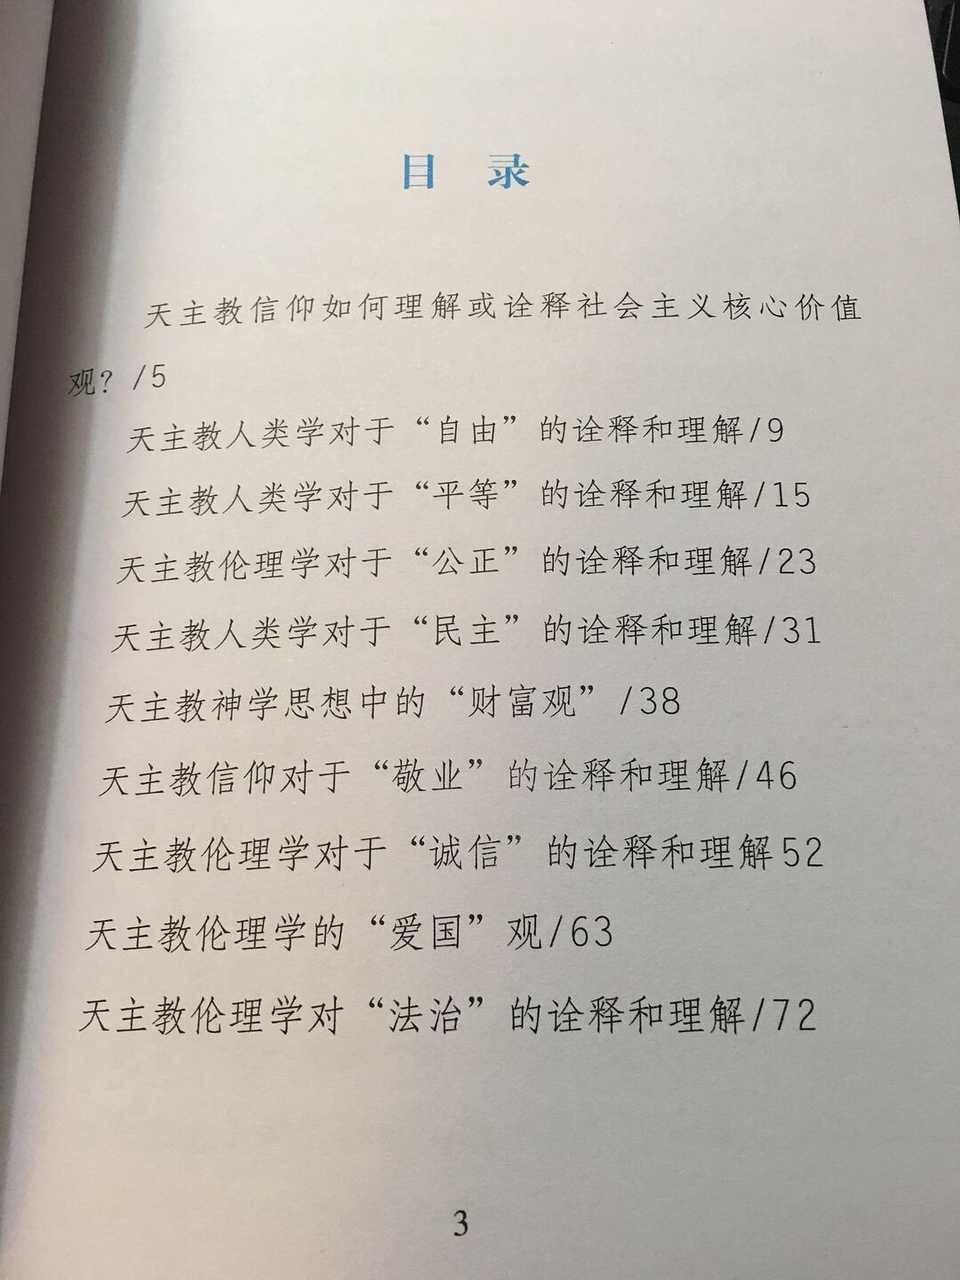 目 录
天主教信仰如何理解或诠释社会主义核心价值
观？/5
天主教人类学对于“自由”的诠释和理解/9
天主教人类学对于“平等”的诠释和理解/15
天主教伦理学对于“公正”的诠释和理解/23
天主教人类学对于“民主”的诠释和理解/31
天主教神学思想中的“财富观”/38
天主教信仰对于“敬业”的诠释和理解/46
天主教伦理学对于“诚信”的诠释和理解52
天主教伦理学的“爱国”观/63
天主教伦理学对“法治”的诠释和理解/72
3